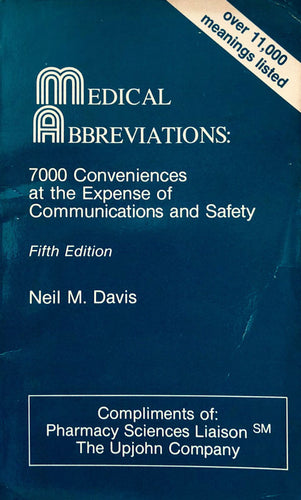 over 11,000
meanings listed
MEDICAL
ABBREVIATIONS:
7000 Conveniences
at the Expense of
Communications and Safety
Fifth Edition
Neil M. Davis
Compliments of:
Pharmacy Sciences Liaison SM
The Upjohn Company